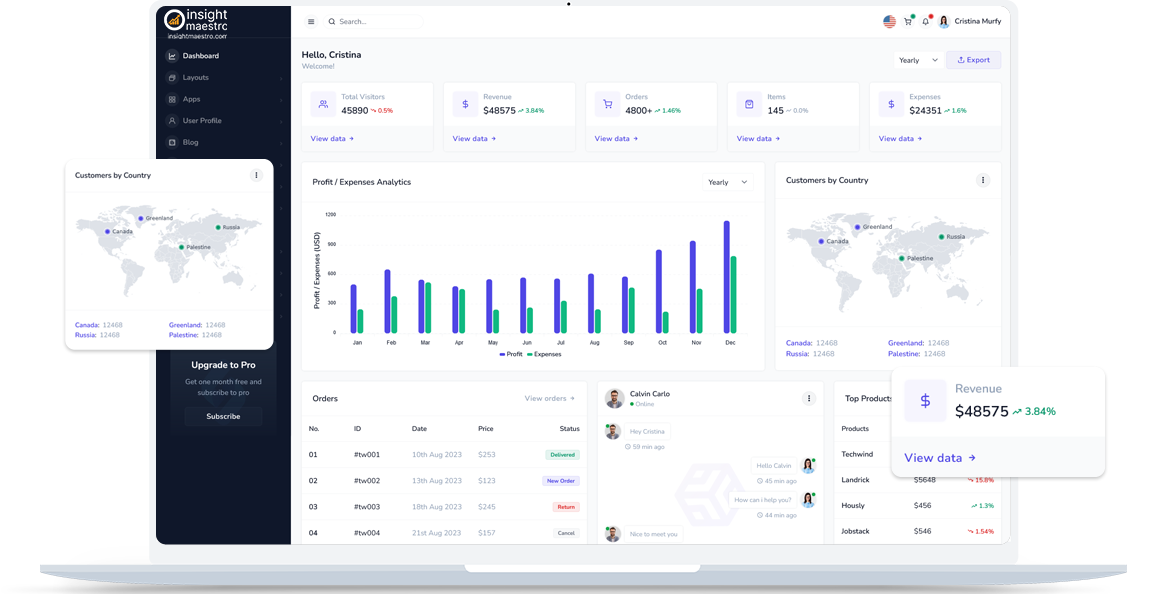 insight
maestro
insightmaestro.com
Search...
Cristina Murfy
Dashboard
Layouts
Apps
User Profile
Blog
Hello, Cristina
Welcome!
Yearly
Export
Total Visitors
45890 0.5%
View data
Revenue
$48575 3.84%
View data
Orders
4800+ 1.46%
View data
Items
145 0.0%
View data
Expenses
$24351 1.6%
View data
Customers by Country
Greenland
Canada
Russia
Palestine
Canada: 12468
Greenland: 12468
Russia: 12468
Palestine: 12468
Upgrade to Pro
Get one month free and
subscribe to pro
Subscribe
Profit / Expenses Analytics
Yearly
Profit / Expenses (USD)
1200
900
600
300
0
Jan Feb Mar Apr May Jun Jul Aug Sep Oct Nov Dec
Profit Expenses
Customers by Country
Greenland
Canada
Russia
Palestine
Canada: 12468
Greenland: 12468
Russia: 12468
Palestine: 12468
Orders
View orders
No. ID Date Price Status
01 #tw001 10th Aug 2023 $253 Delivered
02 #tw002 13th Aug 2023 $123 New Order
03 #tw003 18th Aug 2023 $245 Return
04 #tw004 21st Aug 2023 $157 Cancel
Calvin Carlo
Online
Hey Cristina
59 min ago
Hello Calvin
45 min ago
How can i help you?
44 min ago
Nice to meet you
Top Products
Products
Techwind
Landrick $5648 15.8%
Hously $456 1.3%
Jobstack $546 1.54%
Revenue
$48575 3.84%
View data